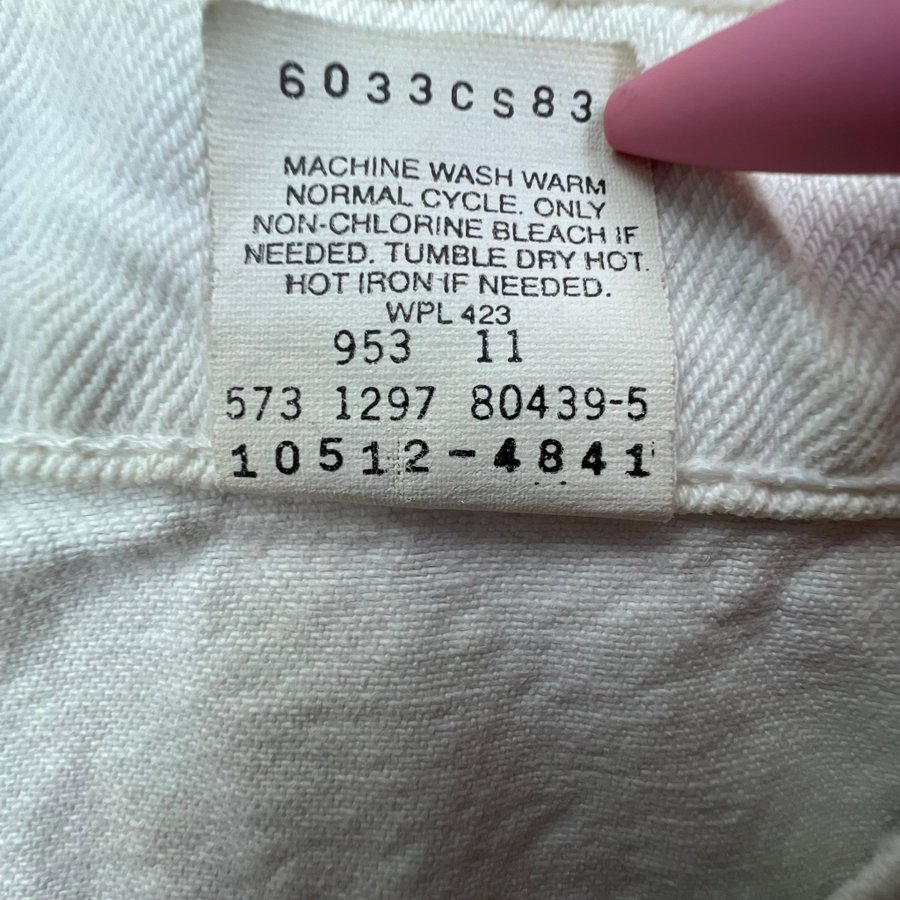 6033CS83
MACHINE WASH WARM
NORMAL CYCLE. ONLY
NON-CHLORINE BLEACH IF
NEEDED. TUMBLE DRY HOT.
HOT IRON IF NEEDED.
WPL 423
953 11
573 1297 80439-5
10512-4841